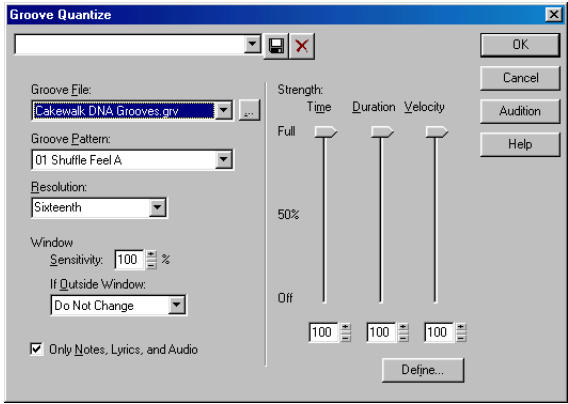 Groove Quantize
OK
Cancel
Audition
Help
Groove File:
Cakewalk DNA Grooves.grv
...
Groove Pattern:
01 Shuffle Feel A
Resolution:
Sixteenth
Window
Sensitivity: 100 %
If Outside Window:
Do Not Change
Only Notes, Lyrics, and Audio
Strength:
Time Duration Velocity
Full
50%
Off
100 100 100
Define...